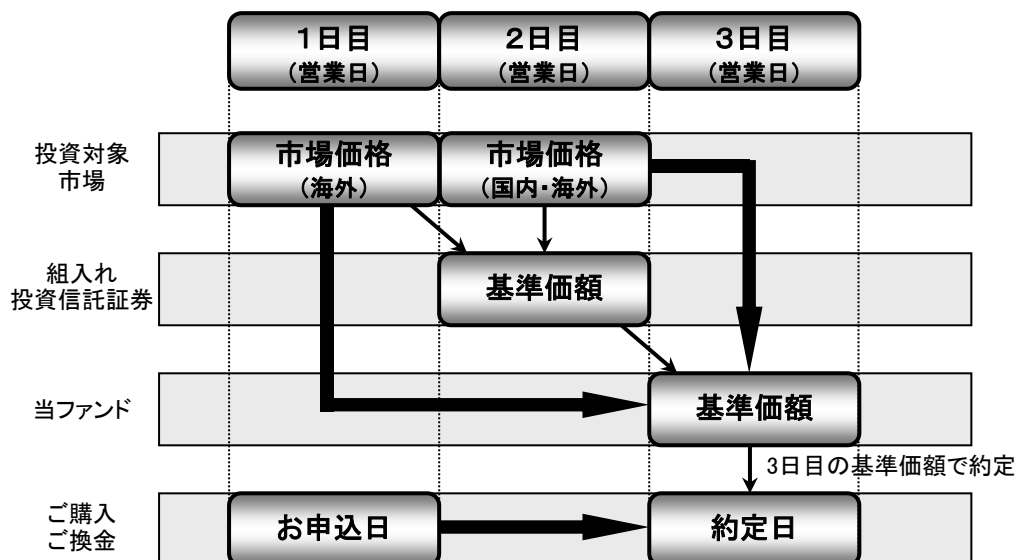 1日目
(営業日)
2日目
(営業日)
3日目
(営業日)
投資対象
市場
市場価格
(海外)
市場価格
(国内・海外)
組入れ
投資信託証券
基準価額
当ファンド
基準価額
3日目の基準価額で約定
ご購入
ご換金
お申込日
約定日